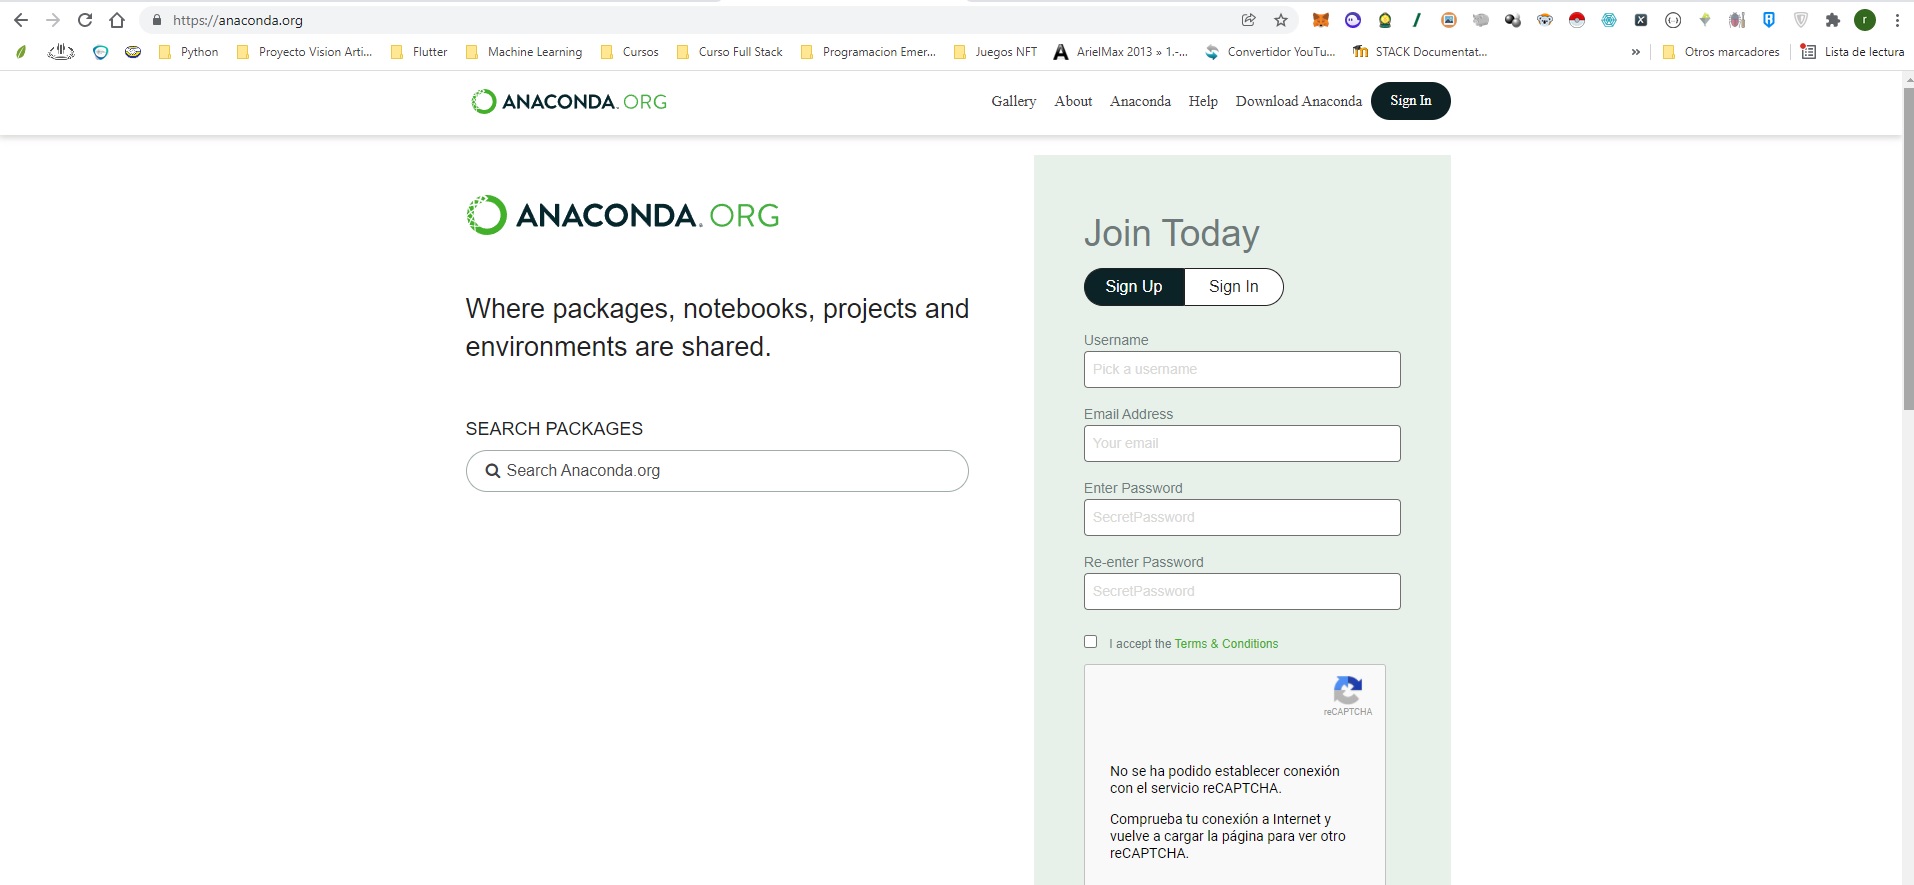 https://anaconda.org
Python
Proyecto Vision Arti...
Flutter
Machine Learning
Cursos
Curso Full Stack
Programacion Emer...
Juegos NFT
ArielMax 2013 » 1.-...
Convertidor YouTu...
STACK Documentat...
»
Otros marcadores
Lista de lectura
ANACONDA.ORG
Gallery
About
Anaconda
Help
Download Anaconda
Sign In
ANACONDA.ORG
Where packages, notebooks, projects and
environments are shared.
SEARCH PACKAGES
Search Anaconda.org
Join Today
Sign Up
Sign In
Username
Pick a username
Email Address
Your email
Enter Password
SecretPassword
Re-enter Password
SecretPassword
I accept the Terms & Conditions
reCAPTCHA
No se ha podido establecer conexión
con el servicio reCAPTCHA.
Comprueba tu conexión a Internet y
vuelve a cargar la página para ver otro
reCAPTCHA.